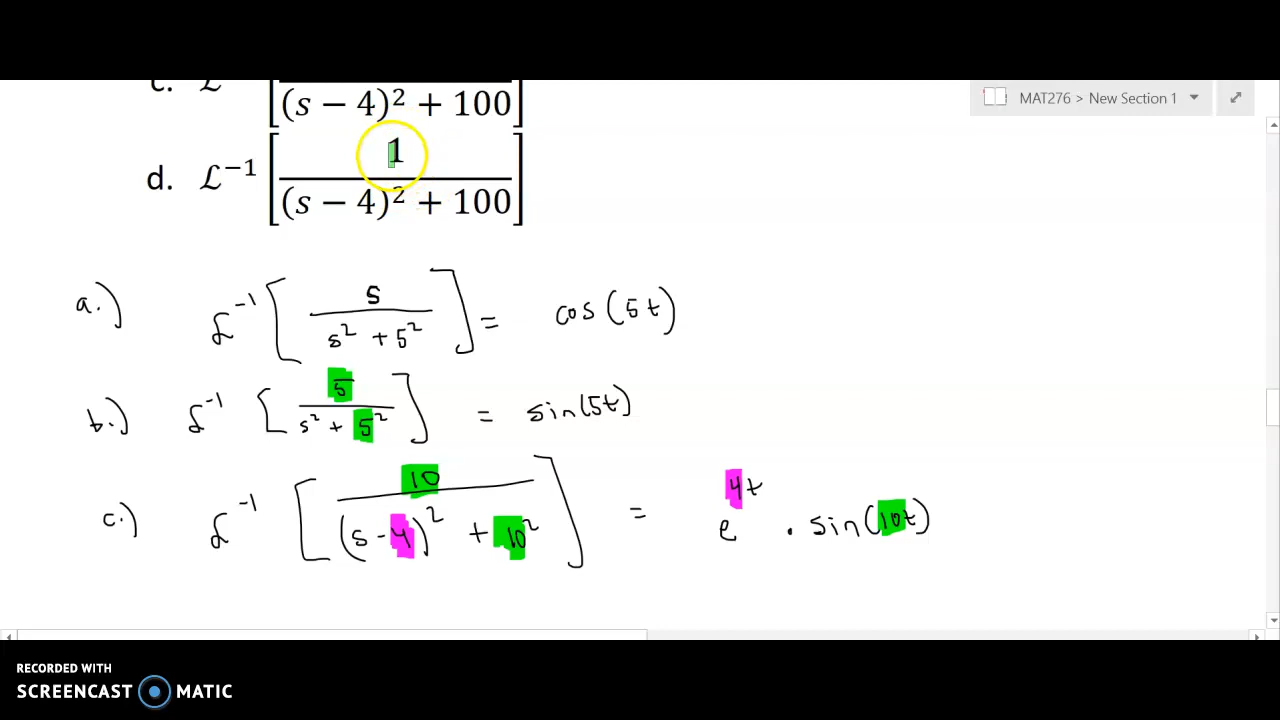 c. ℒ⁻¹ [ / (s − 4)² + 100]
MAT276 > New Section 1
d. ℒ⁻¹ [1 / (s − 4)² + 100]
a.) ℒ⁻¹ [s / s² + 5²] = cos(5t)
b.) ℒ⁻¹ [5 / s² + 5²] = sin(5t)
c.) ℒ⁻¹ [10 / (s - 4)² + 10²] = e^4t · sin(10t)
RECORDED WITH
SCREENCAST MATIC